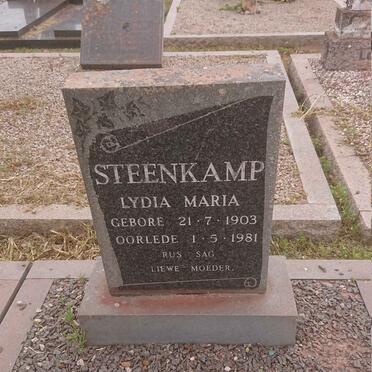 STEENKAMP
LYDIA MARIA
GEBORE 21·7·1903
OORLEDE 1·5·1981
RUS SAG
LIEWE MOEDER.